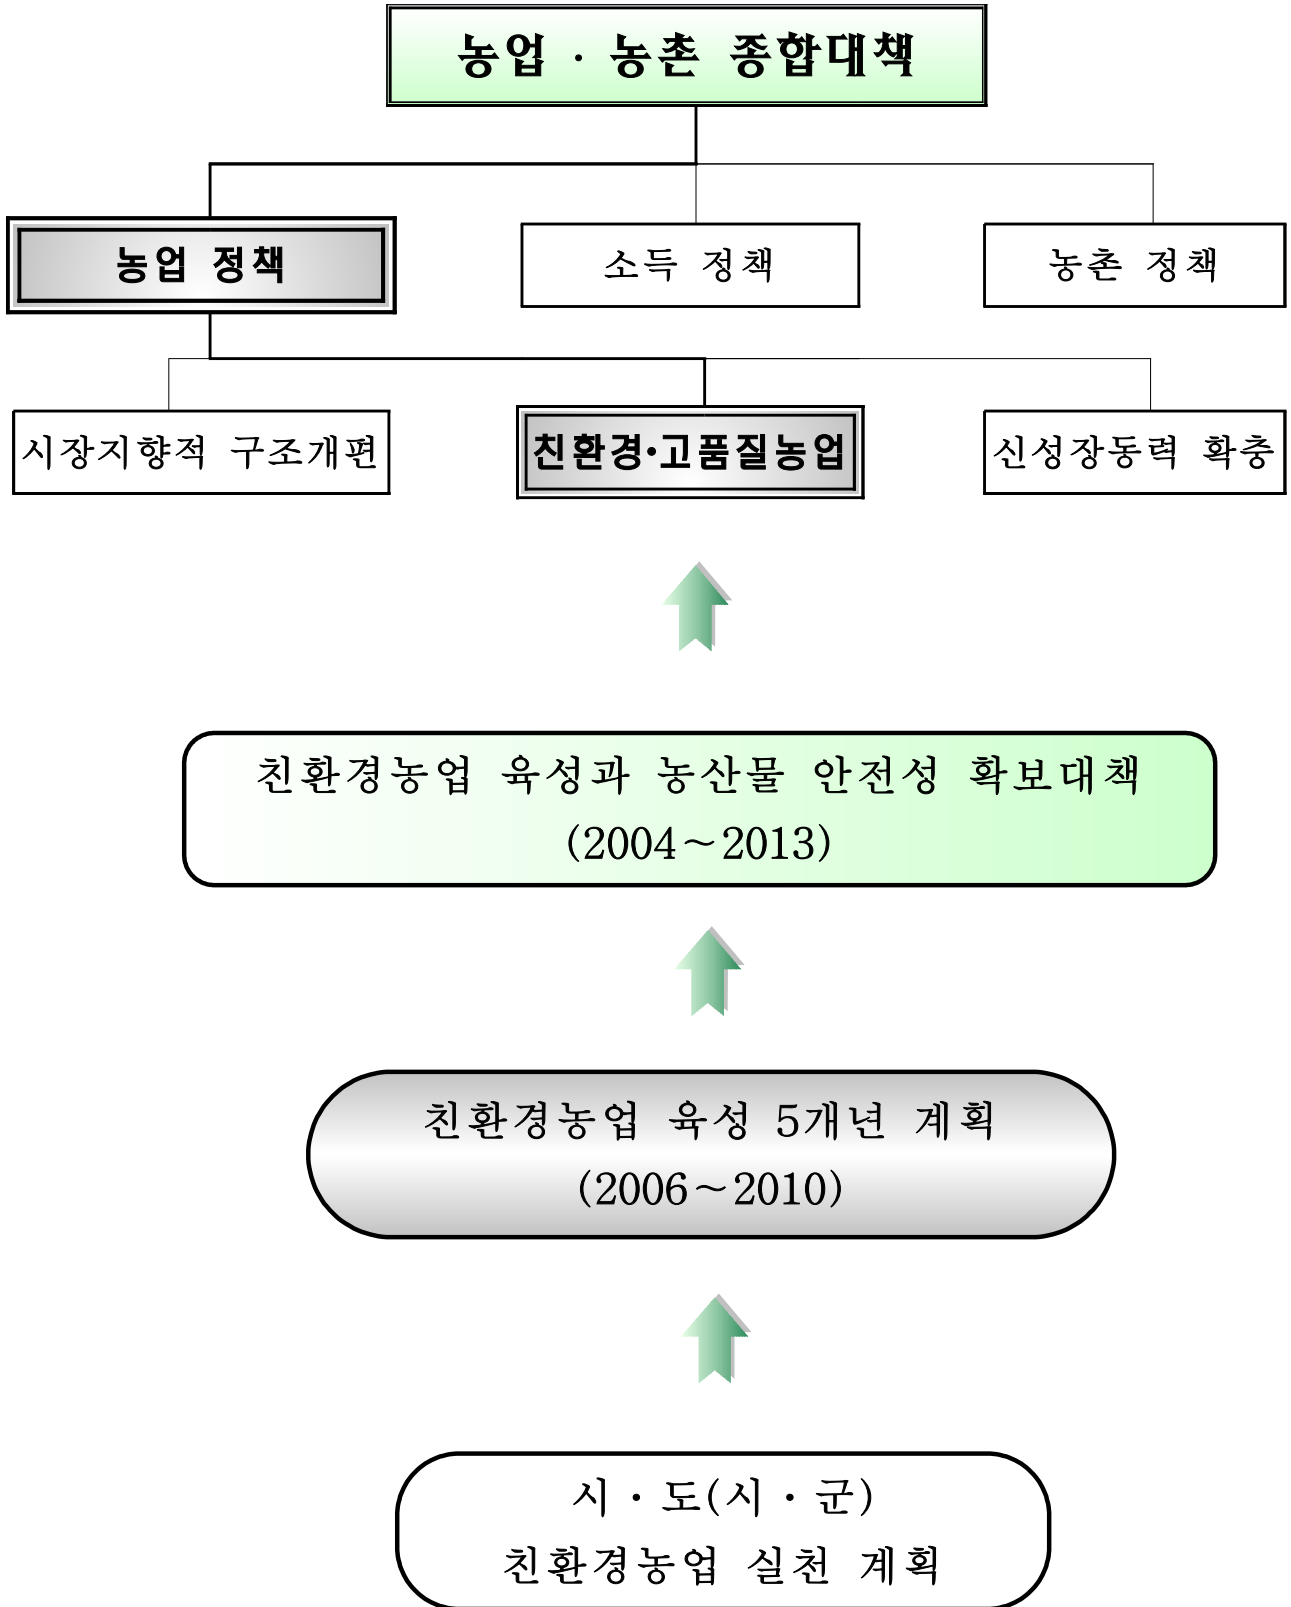 농업 · 농촌 종합대책
농업 정책
소득 정책
농촌 정책
시장지향적 구조개편
친환경·고품질농업
신성장동력 확충
친환경농업 육성과 농산물 안전성 확보대책
(2004～2013)
친환경농업 육성 5개년 계획
(2006～2010)
시 · 도(시 · 군)
친환경농업 실천 계획